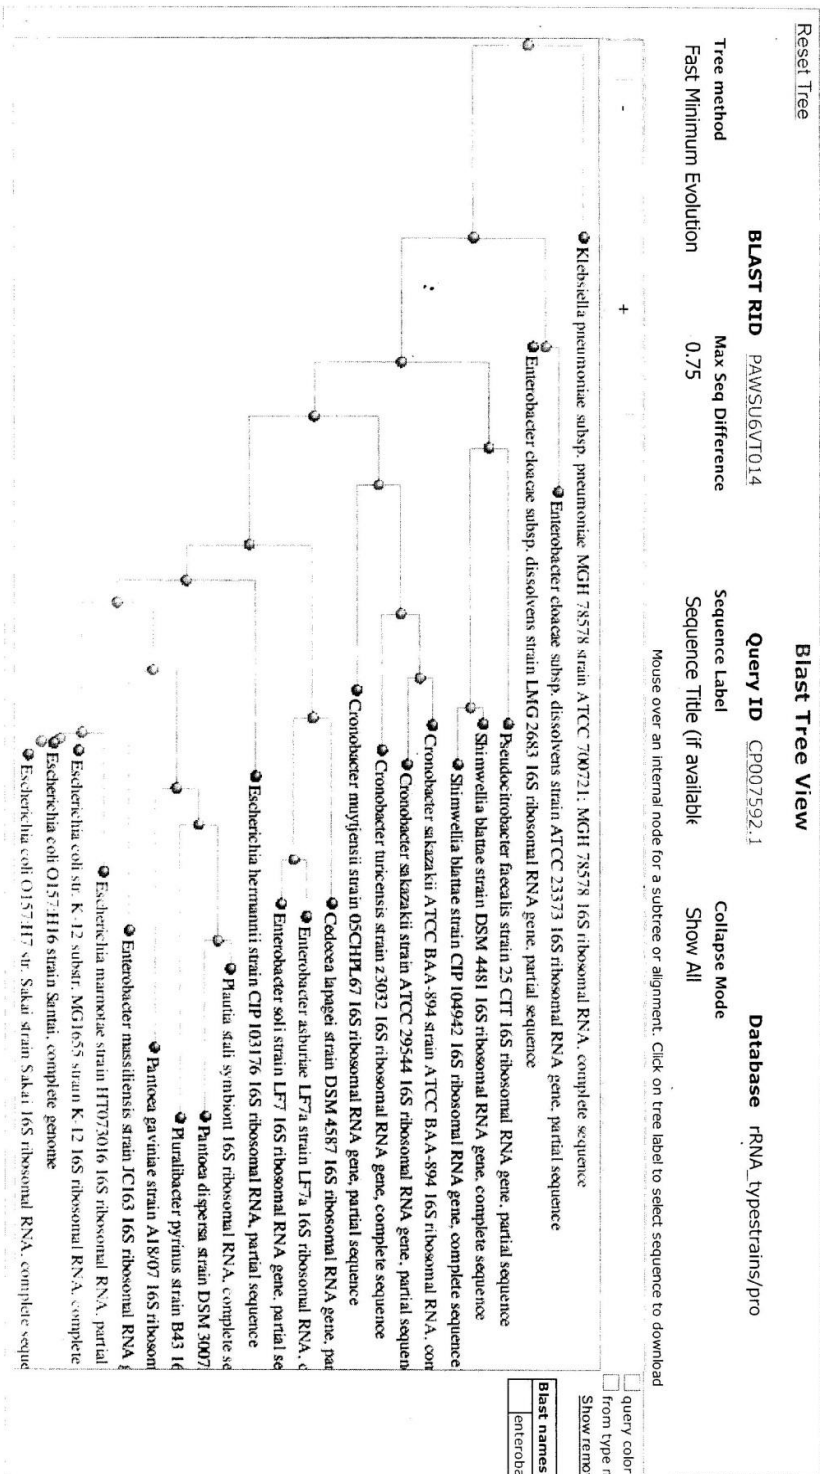 Reset Tree
Blast Tree View
BLAST RID PAWSU6VT014 Query ID CP007592.1 Database rRNA_typestrains/pro
Tree method Max Seq Difference Sequence Label Collapse Mode
Fast Minimum Evolution 0.75 Sequence Title (if available Show All
Mouse over an internal node for a subtree or alignment. Click on tree label to select sequence to download
- +
query color
from type
Show remo
Blast names
enteroba
Klebsiella pneumoniae subsp. pneumoniae MGH 78578 strain ATCC 700721; MGH 78578 16S ribosomal RNA, complete sequence
Enterobacter cloacae subsp. dissolvens strain ATCC 23373 16S ribosomal RNA gene, partial sequence
Enterobacter cloacae subsp. dissolvens strain LMG 2683 16S ribosomal RNA gene, partial sequence
Pseudocitrobacter faecalis strain 25 CIT 16S ribosomal RNA gene, partial sequence
Shimwellia blattae strain DSM 4481 16S ribosomal RNA gene, complete sequence
Shimwellia blattae strain CIP 104942 16S ribosomal RNA gene, complete sequence
Cronobacter sakazakii ATCC BAA-894 strain ATCC BAA-894 16S ribosomal RNA, com
Cronobacter sakazakii strain ATCC 29544 16S ribosomal RNA gene, partial sequen
Cronobacter turicensis strain z3032 16S ribosomal RNA gene, complete sequence
Cronobacter muytjensii strain 05CHPL67 16S ribosomal RNA gene, partial sequence
Cedecea lapagei strain DSM 4587 16S ribosomal RNA gene, par
Enterobacter asburiae LF7a strain LF7a 16S ribosomal RNA, c
Enterobacter soli strain LF7 16S ribosomal RNA gene, partial se
Escherichia hermannii strain CIP 103176 16S ribosomal RNA, partial sequence
Plautia stali symbiont 16S ribosomal RNA, complete se
Pantoea dispersa strain DSM 3007
Pluralibacter pyrinus strain B43 16
Pantoea gaviniae strain A18/07 16S ribosom
Enterobacter massiliensis strain JC163 16S ribosomal RNA g
Escherichia marmotae strain HT073016 16S ribosomal RNA, partial
Escherichia coli str. K-12 substr. MG1655 strain K-12 16S ribosomal RNA, complete
Escherichia coli O157:H16 strain Santai, complete genome
Escherichia coli O157:H7 str. Sakai strain Sakai 16S ribosomal RNA, complete seque